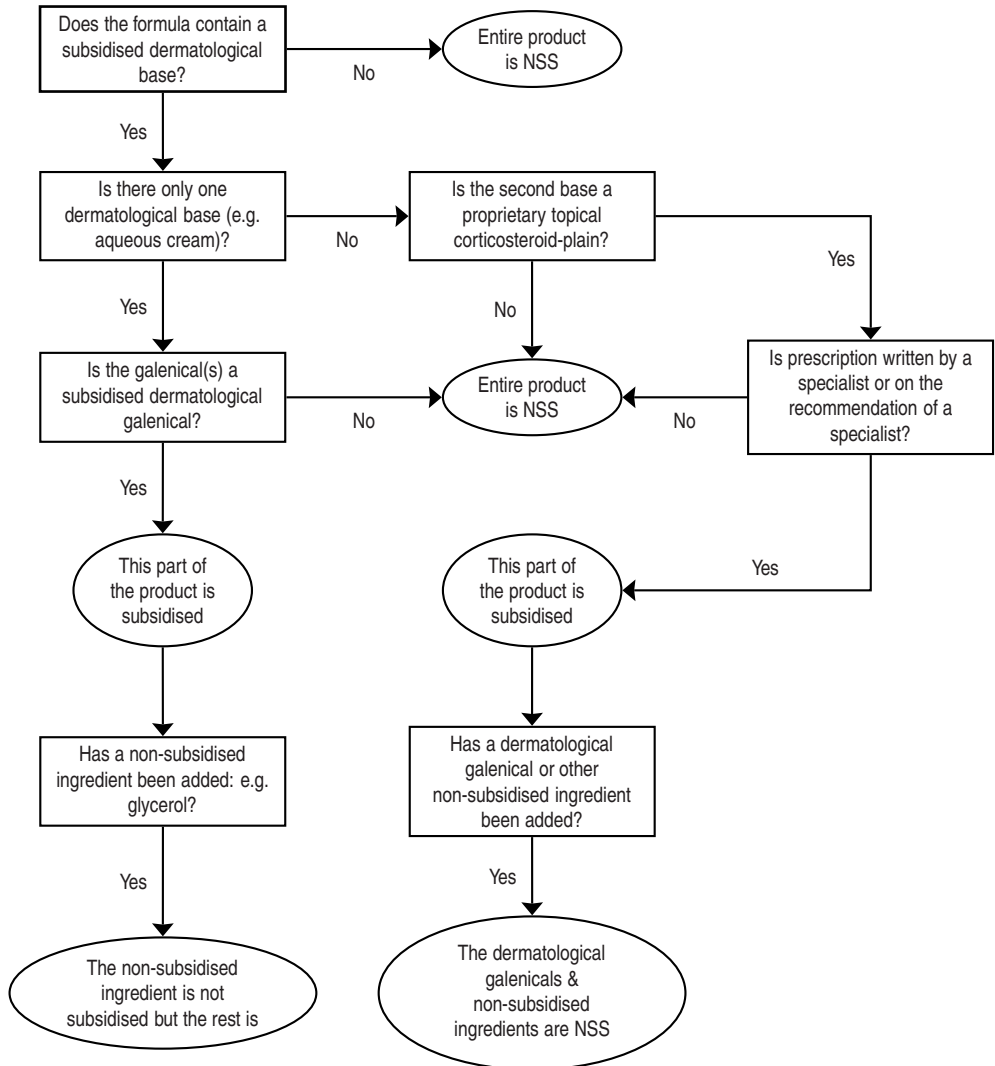 Does the formula contain a
subsidised dermatological
base?
No
Entire product
is NSS
Yes
Is there only one
dermatological base (e.g.
aqueous cream)?
No
Is the second base a
proprietary topical
corticosteroid-plain?
Yes
Yes
No
Is the galenical(s) a
subsidised dermatological
galenical?
No
Entire product
is NSS
No
Is prescription written by a
specialist or on the
recommendation of a
specialist?
Yes
Yes
This part of
the product is
subsidised
This part of
the product is
subsidised
Has a non-subsidised
ingredient been added: e.g.
glycerol?
Has a dermatological
galenical or other
non-subsidised ingredient
been added?
Yes
Yes
The non-subsidised
ingredient is not
subsidised but the rest is
The dermatological
galenicals &
non-subsidised
ingredients are NSS